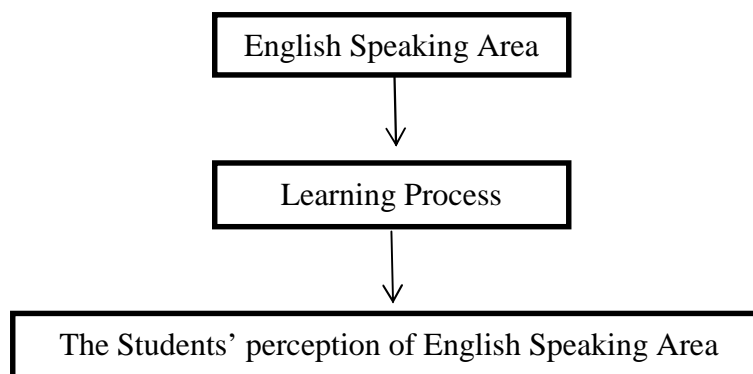 English Speaking Area
Learning Process
The Students’ perception of English Speaking Area